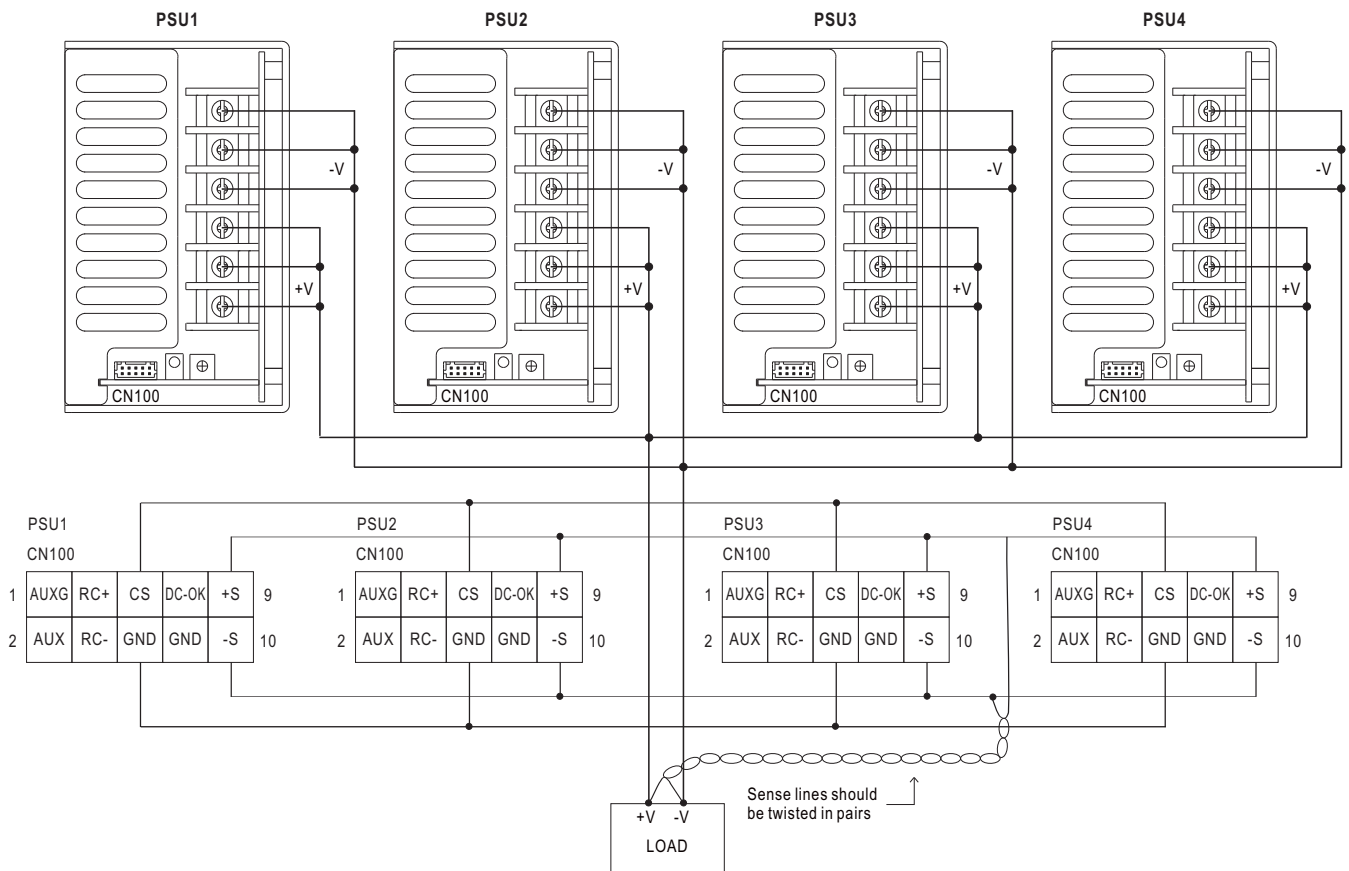 PSU1 PSU2 PSU3 PSU4
-V -V -V -V
+V +V +V +V
CN100 CN100 CN100 CN100
PSU1 PSU2 PSU3 PSU4
CN100 CN100 CN100 CN100
1 AUXG RC+ CS DC-OK +S 9 1 AUXG RC+ CS DC-OK +S 9 1 AUXG RC+ CS DC-OK +S 9 1 AUXG RC+ CS DC-OK +S 9
2 AUX RC- GND GND -S 10 2 AUX RC- GND GND -S 10 2 AUX RC- GND GND -S 10 2 AUX RC- GND GND -S 10
Sense lines should
be twisted in pairs
+V -V
LOAD